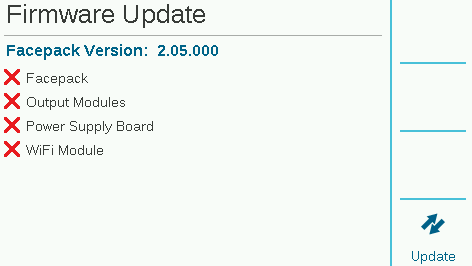 Firmware Update
Facepack Version: 2.05.000
Facepack
Output Modules
Power Supply Board
WiFi Module
Update